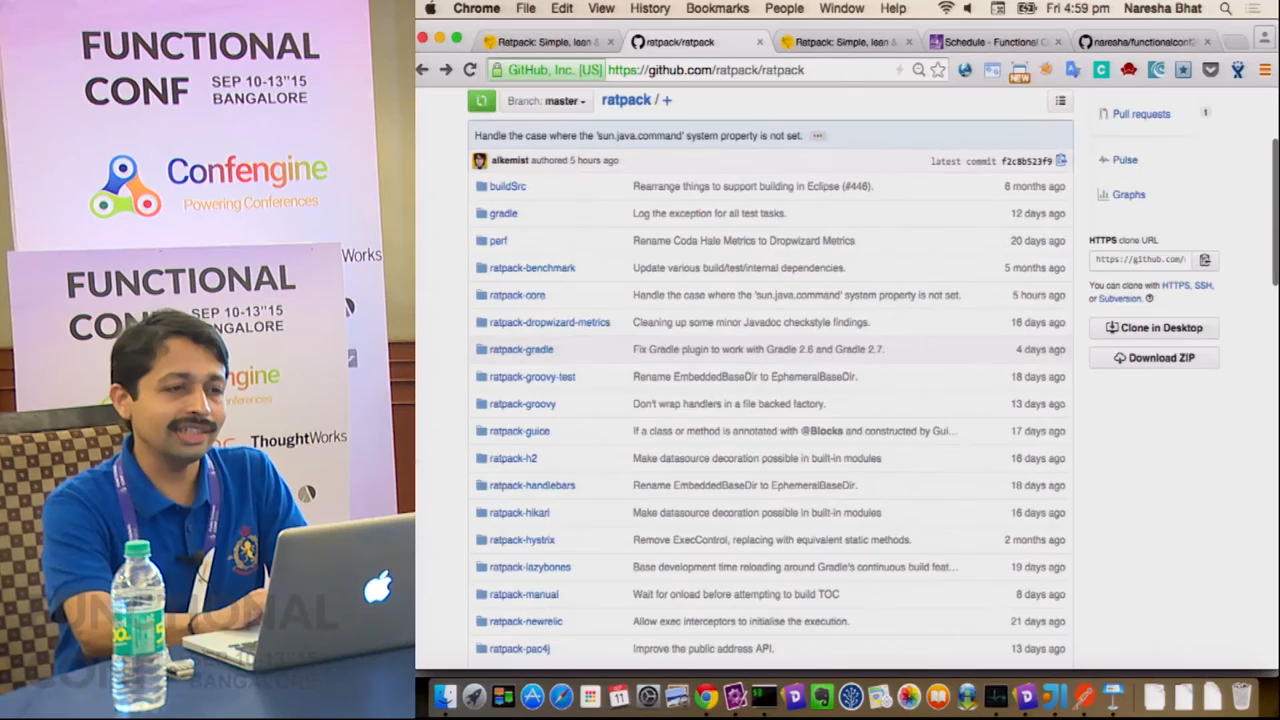 FUNCTIONAL
CONF SEP 10-13"15
BANGALORE
Confengine
Powering Conferences
Works
FUNCTIONAL
SEP 10-13"15
ThoughtWorks
Chrome File Edit View History Bookmarks People Window Help Fri 4:59 pm Naresha Bhat
Ratpack: Simple, lean & ratpack/ratpack Ratpack: Simple, lean & Schedule - Functional C naresha/functionalconf
GitHub, Inc. [US] https://github.com/ratpack/ratpack
NEW
Branch: master ratpack / +
Handle the case where the 'sun.java.command' system property is not set.
alkemist authored 5 hours ago latest commit f2c8b523f9
buildSrc Rearrange things to support building in Eclipse (#446). 6 months ago
gradle Log the exception for all test tasks. 12 days ago
perf Rename Coda Hale Metrics to Dropwizard Metrics 20 days ago
ratpack-benchmark Update various build/test/internal dependencies. 5 months ago
ratpack-core Handle the case where the 'sun.java.command' system property is not set. 5 hours ago
ratpack-dropwizard-metrics Cleaning up some minor Javadoc checkstyle findings. 16 days ago
ratpack-gradle Fix Gradle plugin to work with Gradle 2.6 and Gradle 2.7. 4 days ago
ratpack-groovy-test Rename EmbeddedBaseDir to EphemeralBaseDir. 18 days ago
ratpack-groovy Don't wrap handlers in a file backed factory. 13 days ago
ratpack-guice If a class or method is annotated with @Blocks and constructed by Gui... 17 days ago
ratpack-h2 Make datasource decoration possible in built-in modules 16 days ago
ratpack-handlebars Rename EmbeddedBaseDir to EphemeralBaseDir. 18 days ago
ratpack-hikari Make datasource decoration possible in built-in modules 16 days ago
ratpack-hystrix Remove ExecControl, replacing with equivalent static methods. 2 months ago
ratpack-lazybones Base development time reloading around Gradle's continuous build feat... 19 days ago
ratpack-manual Wait for onload before attempting to build TOC 8 days ago
ratpack-newrelic Allow exec interceptors to initialise the execution. 21 days ago
ratpack-pac4j Improve the public address API. 13 days ago
Pull requests 1
Pulse
Graphs
HTTPS clone URL
https://github.com/
You can clone with HTTPS, SSH,
or Subversion.
Clone in Desktop
Download ZIP
FUNCTIONAL
SEP 10-13"15
CONF BANGALORE